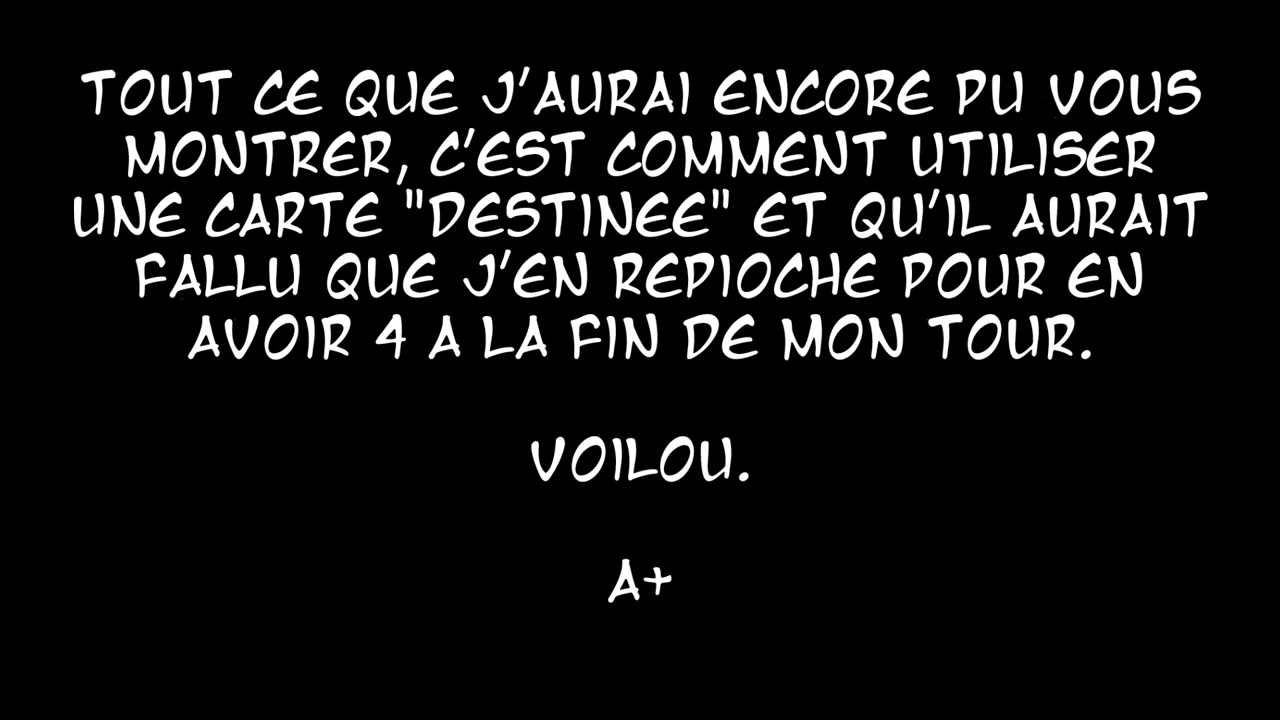 TOUT CE QUE J'AURAI ENCORE PU VOUS
MONTRER, C'EST COMMENT UTILISER
UNE CARTE "DESTINEE" ET QU'IL AURAIT
FALLU QUE J'EN REPIOCHE POUR EN
AVOIR 4 A LA FIN DE MON TOUR.
VOILOU.
A+